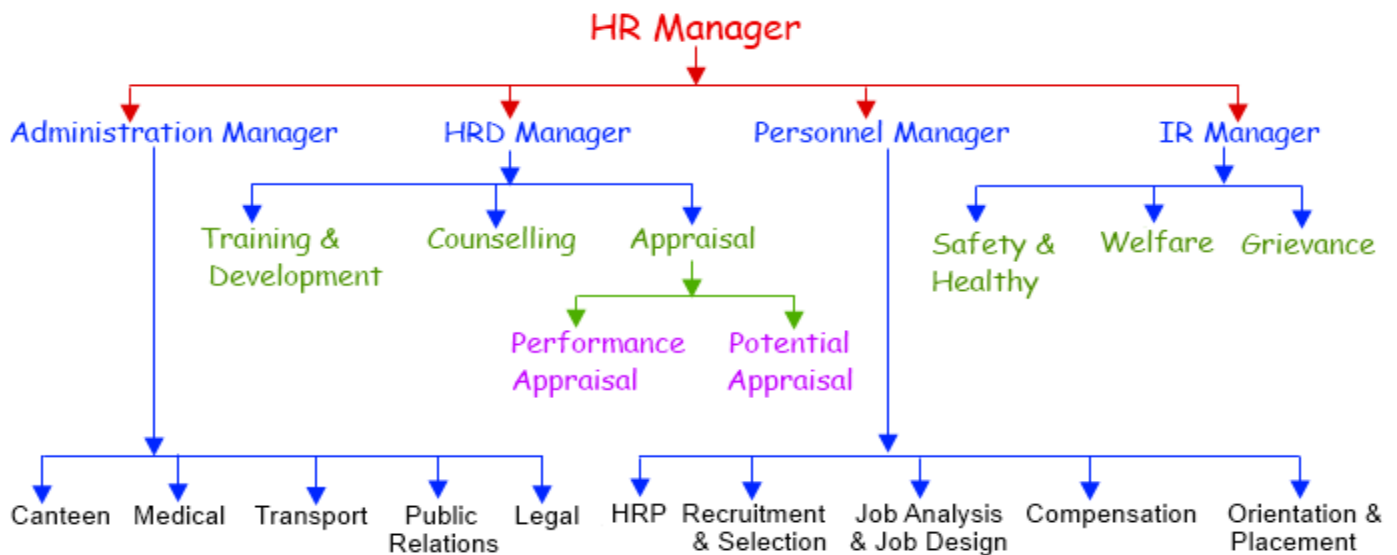 HR Manager
Administration Manager HRD Manager Personnel Manager IR Manager
Training & Counselling Appraisal Safety & Welfare Grievance
Development Healthy
Performance Potential
Appraisal Appraisal
Canteen Medical Transport Public Legal HRP Recruitment Job Analysis Compensation Orientation &
Relations & Selection & Job Design Placement